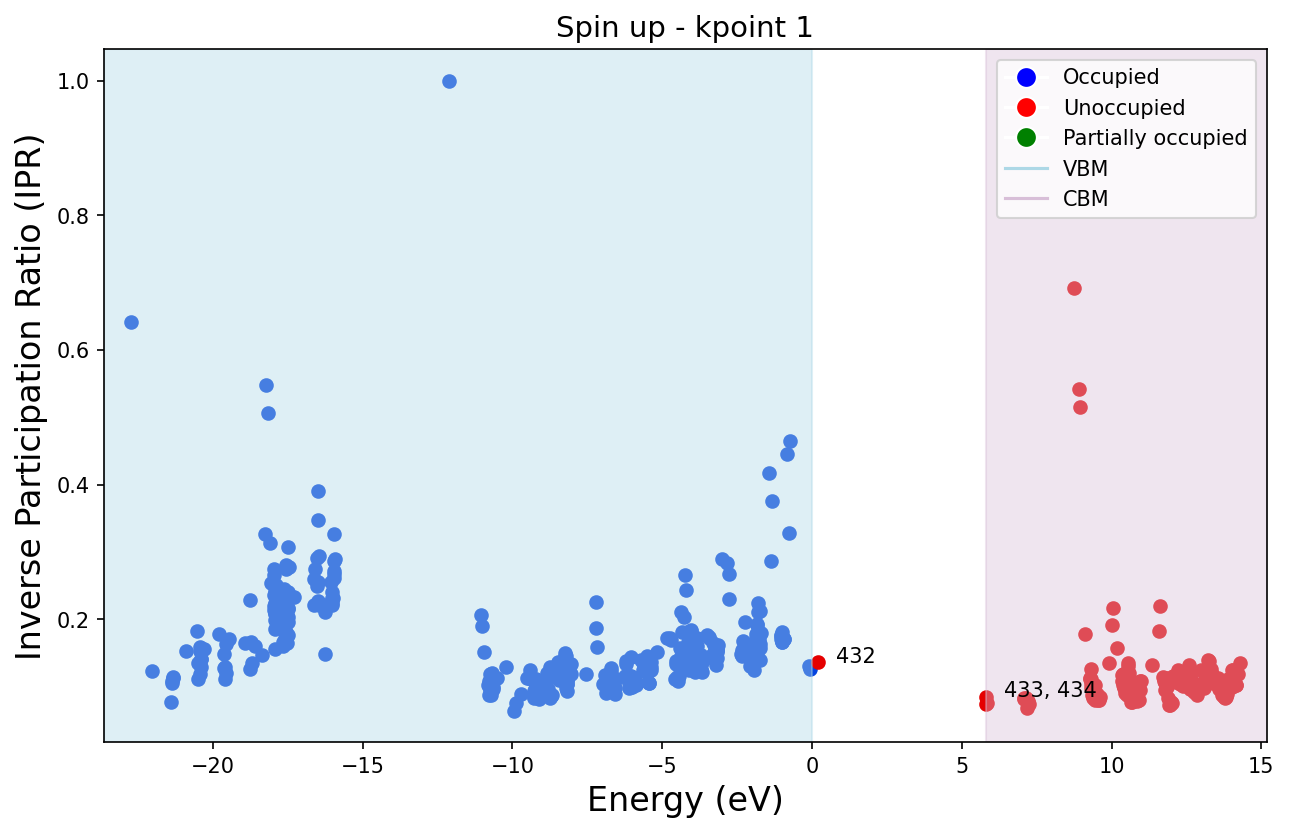 Spin up - kpoint 1
Inverse Participation Ratio (IPR)
1.0
0.8
0.6
0.4
0.2
Occupied
Unoccupied
Partially occupied
VBM
CBM
432
433, 434
−20
−15
−10
−5
0
5
10
15
Energy (eV)